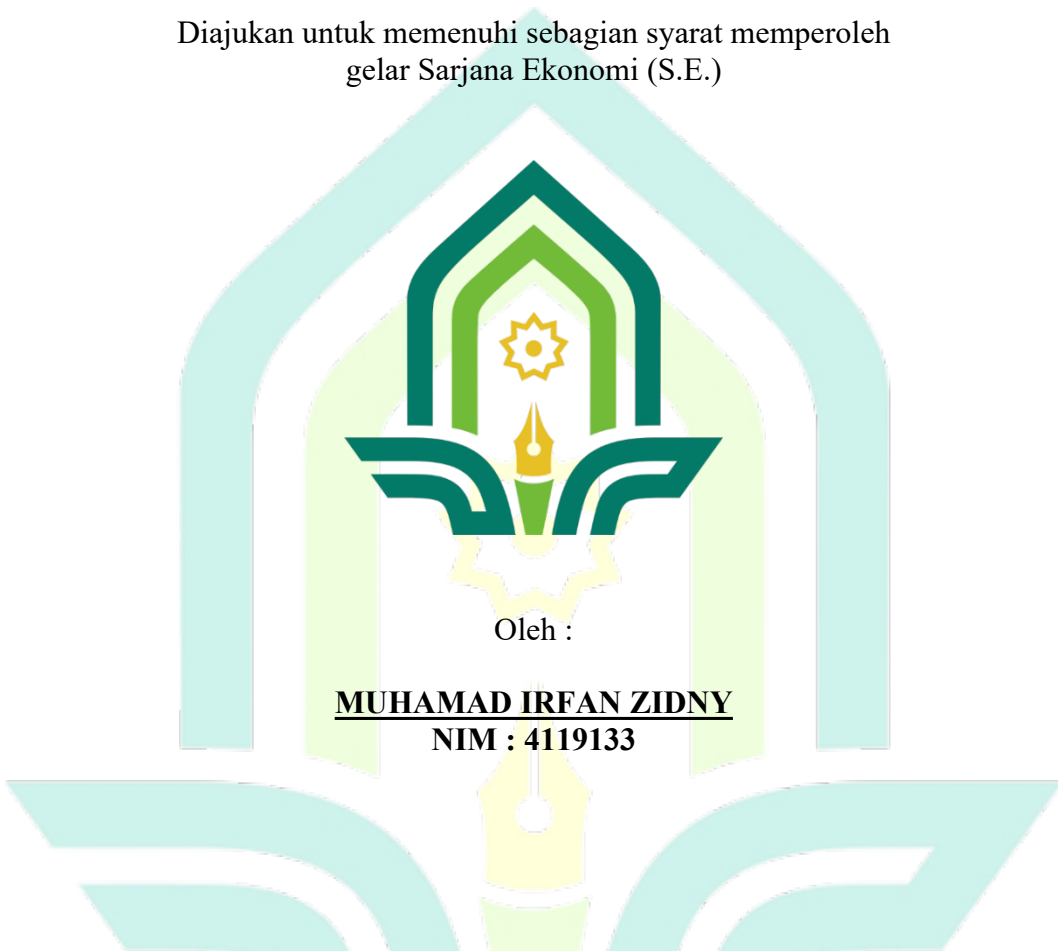 Diajukan untuk memenuhi sebagian syarat memperoleh
gelar Sarjana Ekonomi (S.E.)
Oleh :
MUHAMAD IRFAN ZIDNY
NIM : 4119133